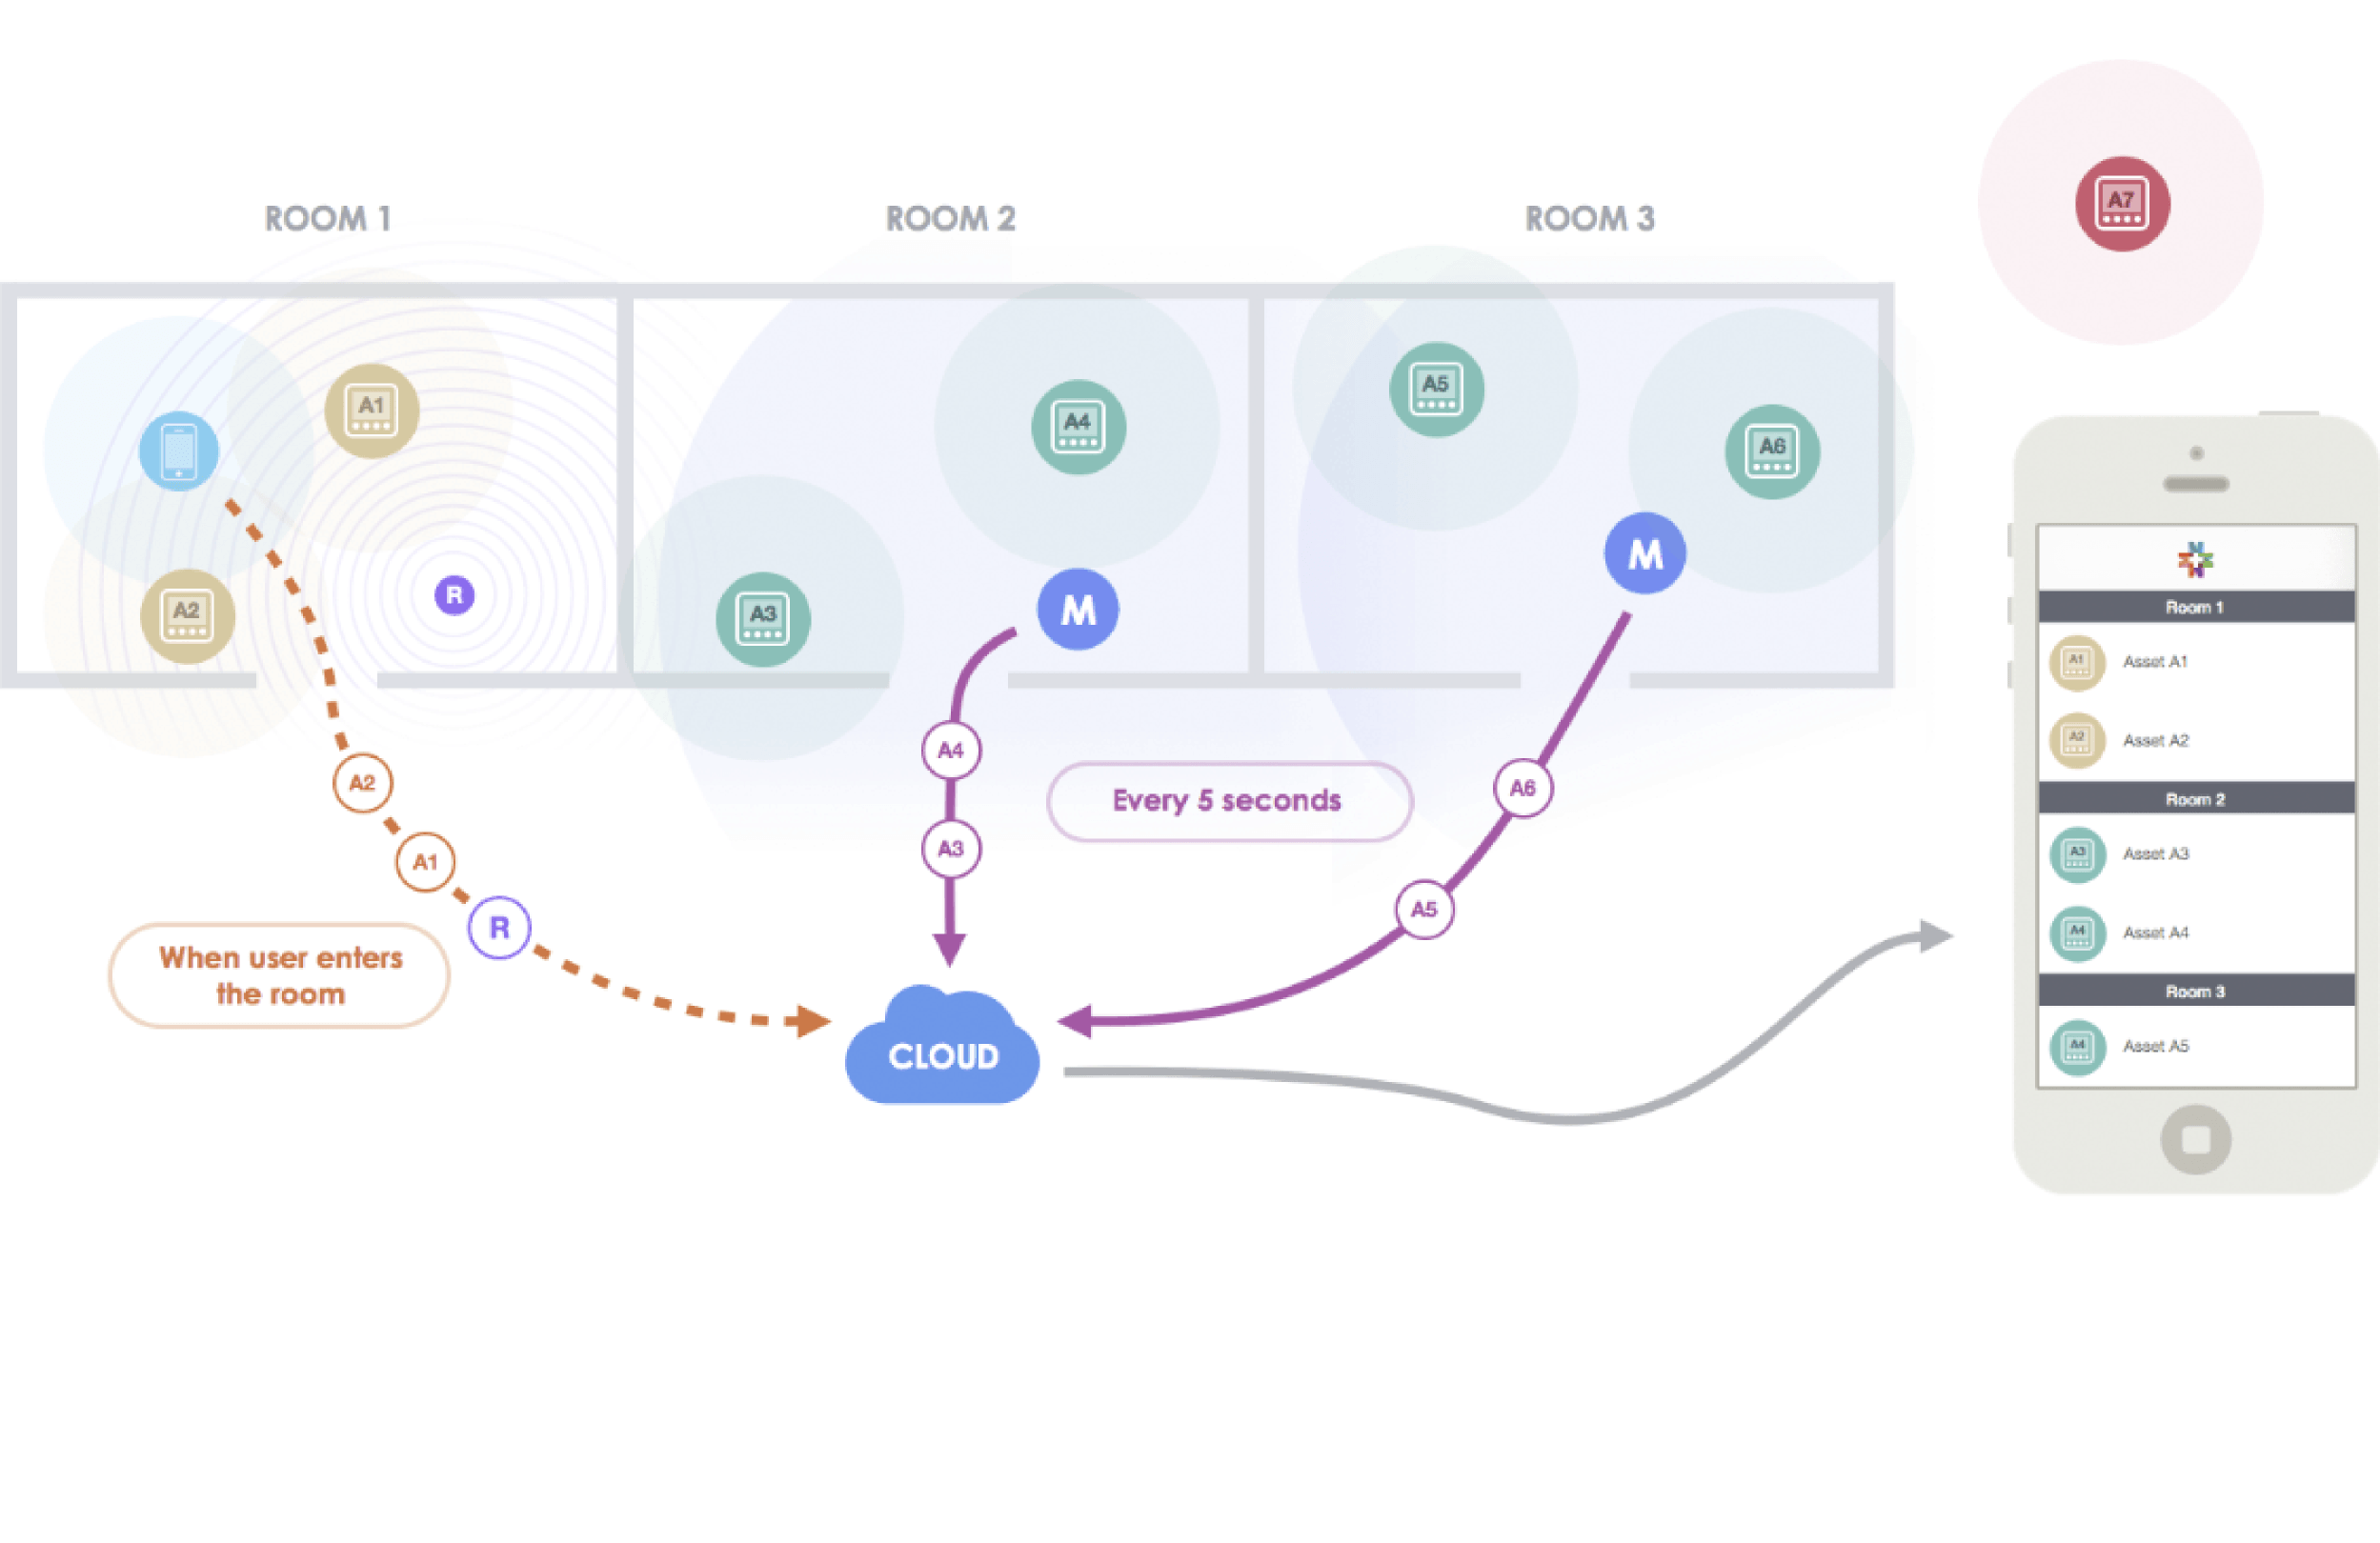 ROOM 1
ROOM 2
ROOM 3
A7
A1
A2
R
A3
A4
M
A5
A6
M
A2
A1
R
When user enters
the room
A4
A3
Every 5 seconds
A6
A5
CLOUD
Room 1
A1
Asset A1
A2
Asset A2
Room 2
A3
Asset A3
A4
Asset A4
Room 3
A4
Asset A5